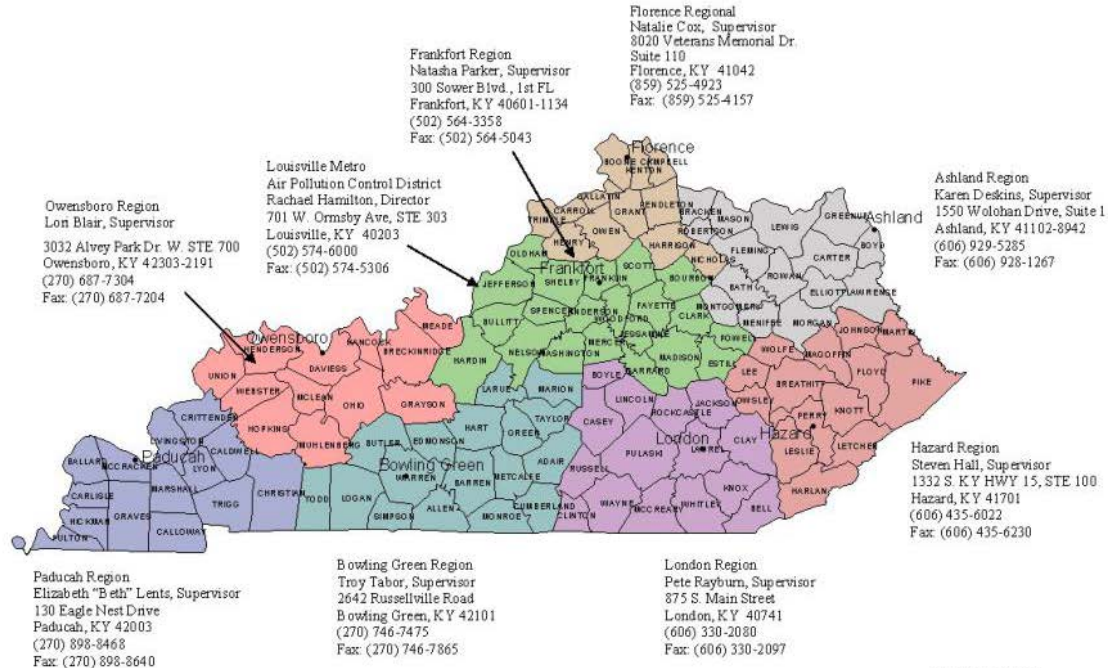 Florence Regional
Natalie Cox, Supervisor
8020 Veterans Memorial Dr.
Suite 110
Florence, KY 41042
(859) 525-4923
Fax: (859) 525-4157
Frankfort Region
Natasha Parker, Supervisor
300 Sower Blvd., 1st FL
Frankfort, KY 40601-1134
(502) 564-3358
Fax: (502) 564-5043
Louisville Metro
Air Pollution Control District
Rachael Hamilton, Director
701 W. Ormsby Ave, STE 303
Louisville, KY 40203
(502) 574-6000
Fax: (502) 574-5306
Owensboro Region
Lori Blair, Supervisor
3032 Alvey Park Dr. W. STE 700
Owensboro, KY 42303-2191
(270) 687-7304
Fax: (270) 687-7204
Ashland Region
Karen Deskins, Supervisor
1550 Wolohan Drive, Suite 1
Ashland, KY 41102-8942
(606) 929-5285
Fax: (606) 928-1267
Florence
BOONE CAMPBELL
KENTON
GALLATIN
PENDLETON
GRANT
CARROLL
TRIMBLE
OWEN
HENRY
HARRISON
BRACKEN
MASON
ROBERTSON
LEWIS
GREENUP
Ashland
BOYD
FLEMING
CARTER
NICHOLAS
ROWAN
BATH
ELLIOTT
LAWRENCE
MONTGOMERY
MENIFEE
MORGAN
OLDHAM
Frankfort
SCOTT
BOURBON
JEFFERSON
SHELBY
FRANKLIN
FAYETTE
SPENCER
ANDERSON
WOODFORD
CLARK
BULLITT
JESSAMINE
POWELL
MERCER
MADISON
ESTILL
NELSON
WASHINGTON
GARRARD
HARDIN
MEADE
Owensboro
HANCOCK
BRECKINRIDGE
HENDERSON
DAVIESS
UNION
WEBSTER
MCLEAN
OHIO
GRAYSON
HOPKINS
MUHLENBERG
JOHNSON
MARTIN
WOLFE
MAGOFFIN
LEE
FLOYD
BREATHITT
PIKE
OWSLEY
PERRY
KNOTT
Hazard
LESLIE
LETCHER
HARLAN
LARUE
MARION
TAYLOR
HART
GREEN
BUTLER
EDMONSON
ADAIR
Bowling Green
WARREN
METCALFE
BARREN
TODD
LOGAN
ALLEN
CUMBERLAND
SIMPSON
MONROE
BOYLE
LINCOLN
JACKSON
ROCKCASTLE
CASEY
CLAY
London
LAUREL
PULASKI
RUSSELL
KNOX
WAYNE
WHITLEY
MCCREARY
CLINTON
BELL
CRITTENDEN
LIVINGSTON
CALDWELL
Paducah
BALLARD
MCCRACKEN
LYON
CARLISLE
MARSHALL
TRIGG
CHRISTIAN
HICKMAN
GRAVES
CALLOWAY
FULTON
Hazard Region
Steven Hall, Supervisor
1332 S. KY HWY 15, STE 100
Hazard, KY 41701
(606) 435-6022
Fax: (606) 435-6230
Paducah Region
Elizabeth "Beth" Lents, Supervisor
130 Eagle Nest Drive
Paducah, KY 42003
(270) 898-8468
Fax: (270) 898-8640
Bowling Green Region
Troy Tabor, Supervisor
2642 Russellville Road
Bowling Green, KY 42101
(270) 746-7475
Fax: (270) 746-7865
London Region
Pete Rayburn, Supervisor
875 S. Main Street
London, KY 40741
(606) 330-2080
Fax: (606) 330-2097